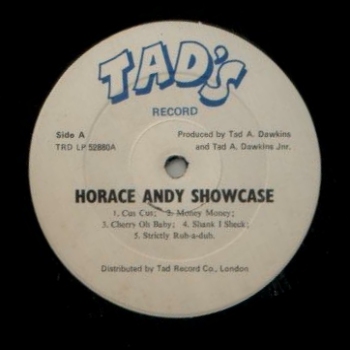 TAD's
RECORD
Side A
TRD LP 52880A
Produced by Tad A. Dawkins
and Tad A. Dawkins Jnr.
HORACE ANDY SHOWCASE
1. Cus Cus; 2. Money Money;
3. Cherry Oh Baby; 4. Shank I Sheck;
5. Strictly Rub-a-dub.
Distributed by Tad Record Co., London